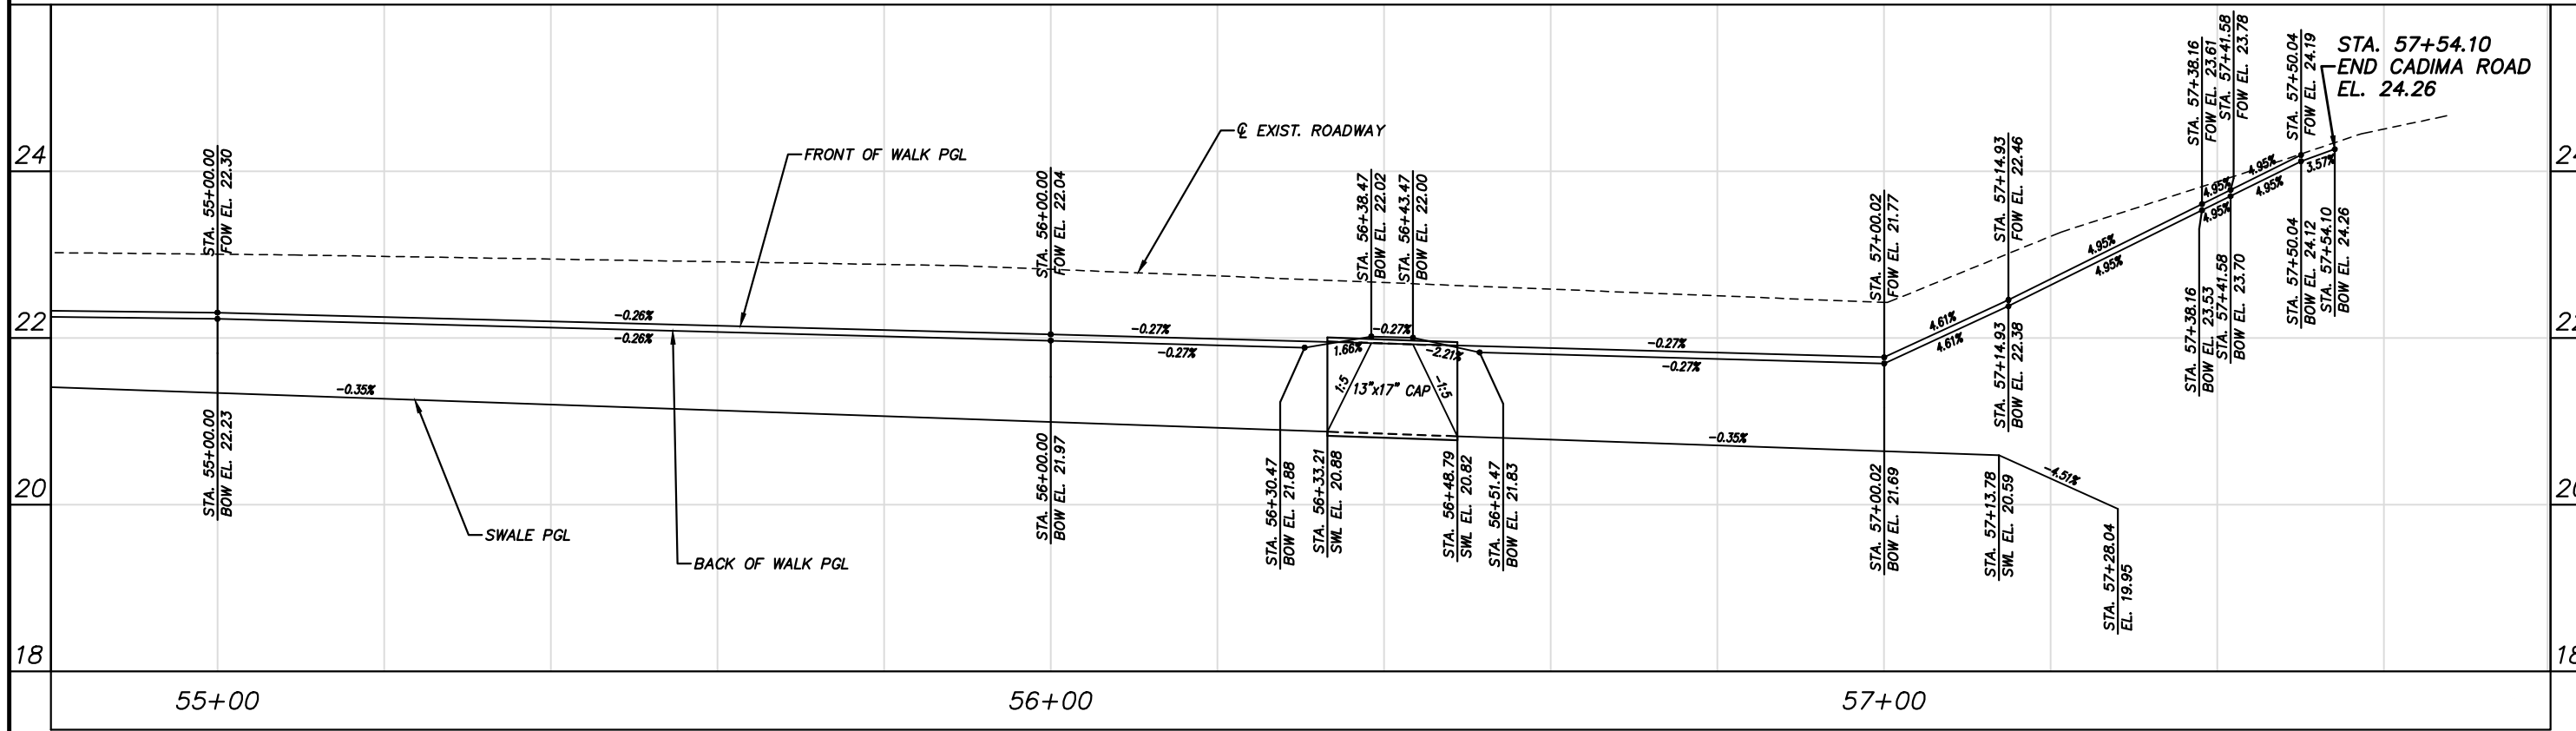 24
22
20
18
STA. 55+00.00
FOW EL. 22.30
STA. 55+00.00
BOW EL. 22.23
-0.35%
SWALE PGL
-0.26%
-0.26%
BACK OF WALK PGL
FRONT OF WALK PGL
STA. 56+00.00
FOW EL. 22.04
STA. 56+00.00
BOW EL. 21.97
℄ EXIST. ROADWAY
-0.27%
-0.27%
STA. 56+30.47
BOW EL. 21.88
STA. 56+33.21
SWL EL. 20.88
STA. 56+38.47
BOW EL. 22.02
STA. 56+43.47
BOW EL. 22.00
-0.27%
1.66%
-2.21%
1:5
13"x17" CAP
-1:5
STA. 56+48.79
SWL EL. 20.82
STA. 56+51.47
BOW EL. 21.83
-0.27%
-0.27%
-0.35%
STA. 57+00.02
FOW EL. 21.77
STA. 57+00.02
BOW EL. 21.69
4.61%
4.61%
STA. 57+14.93
FOW EL. 22.46
STA. 57+14.93
BOW EL. 22.38
STA. 57+13.78
SWL EL. 20.59
-4.51%
STA. 57+28.04
EL. 19.95
4.95%
4.95%
STA. 57+38.16
FOW EL. 23.61
STA. 57+41.58
FOW EL. 23.78
STA. 57+38.16
BOW EL. 23.53
STA. 57+41.58
BOW EL. 23.70
4.95%
4.95%
4.95%
4.95%
STA. 57+50.04
FOW EL. 24.19
STA. 57+50.04
BOW EL. 24.12
STA. 57+54.10
BOW EL. 24.26
3.57%
STA. 57+54.10
END CADIMA ROAD
EL. 24.26
55+00
56+00
57+00